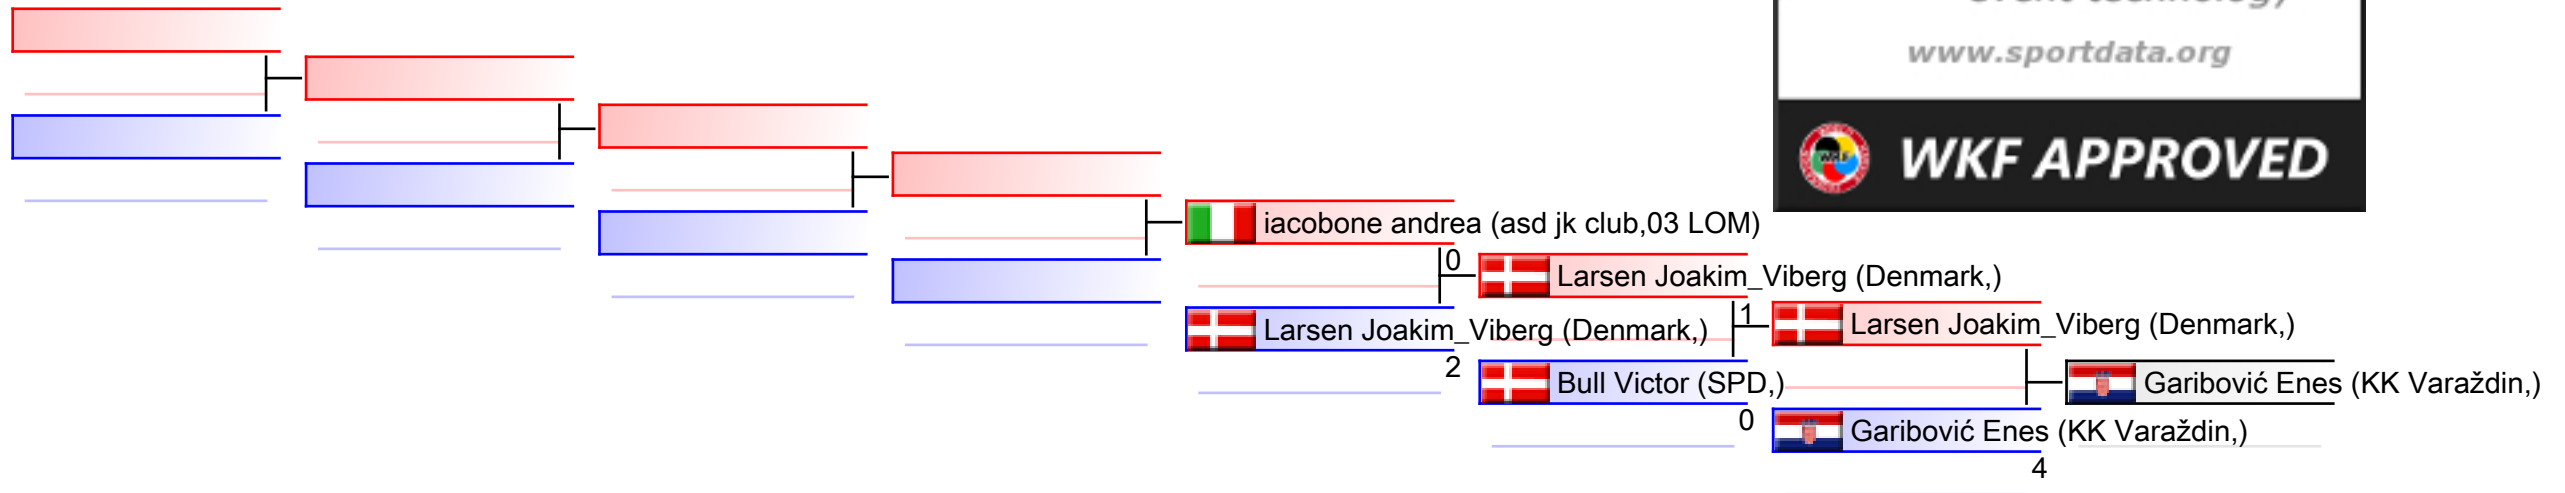 www.sportdata.org
WKF APPROVED
iacobone andrea (asd jk club,03 LOM)
0
Larsen Joakim_Viberg (Denmark,)
Larsen Joakim_Viberg (Denmark,)
2
1
Larsen Joakim_Viberg (Denmark,)
Bull Victor (SPD,)
0
Garibović Enes (KK Varaždin,)
Garibović Enes (KK Varaždin,)
4